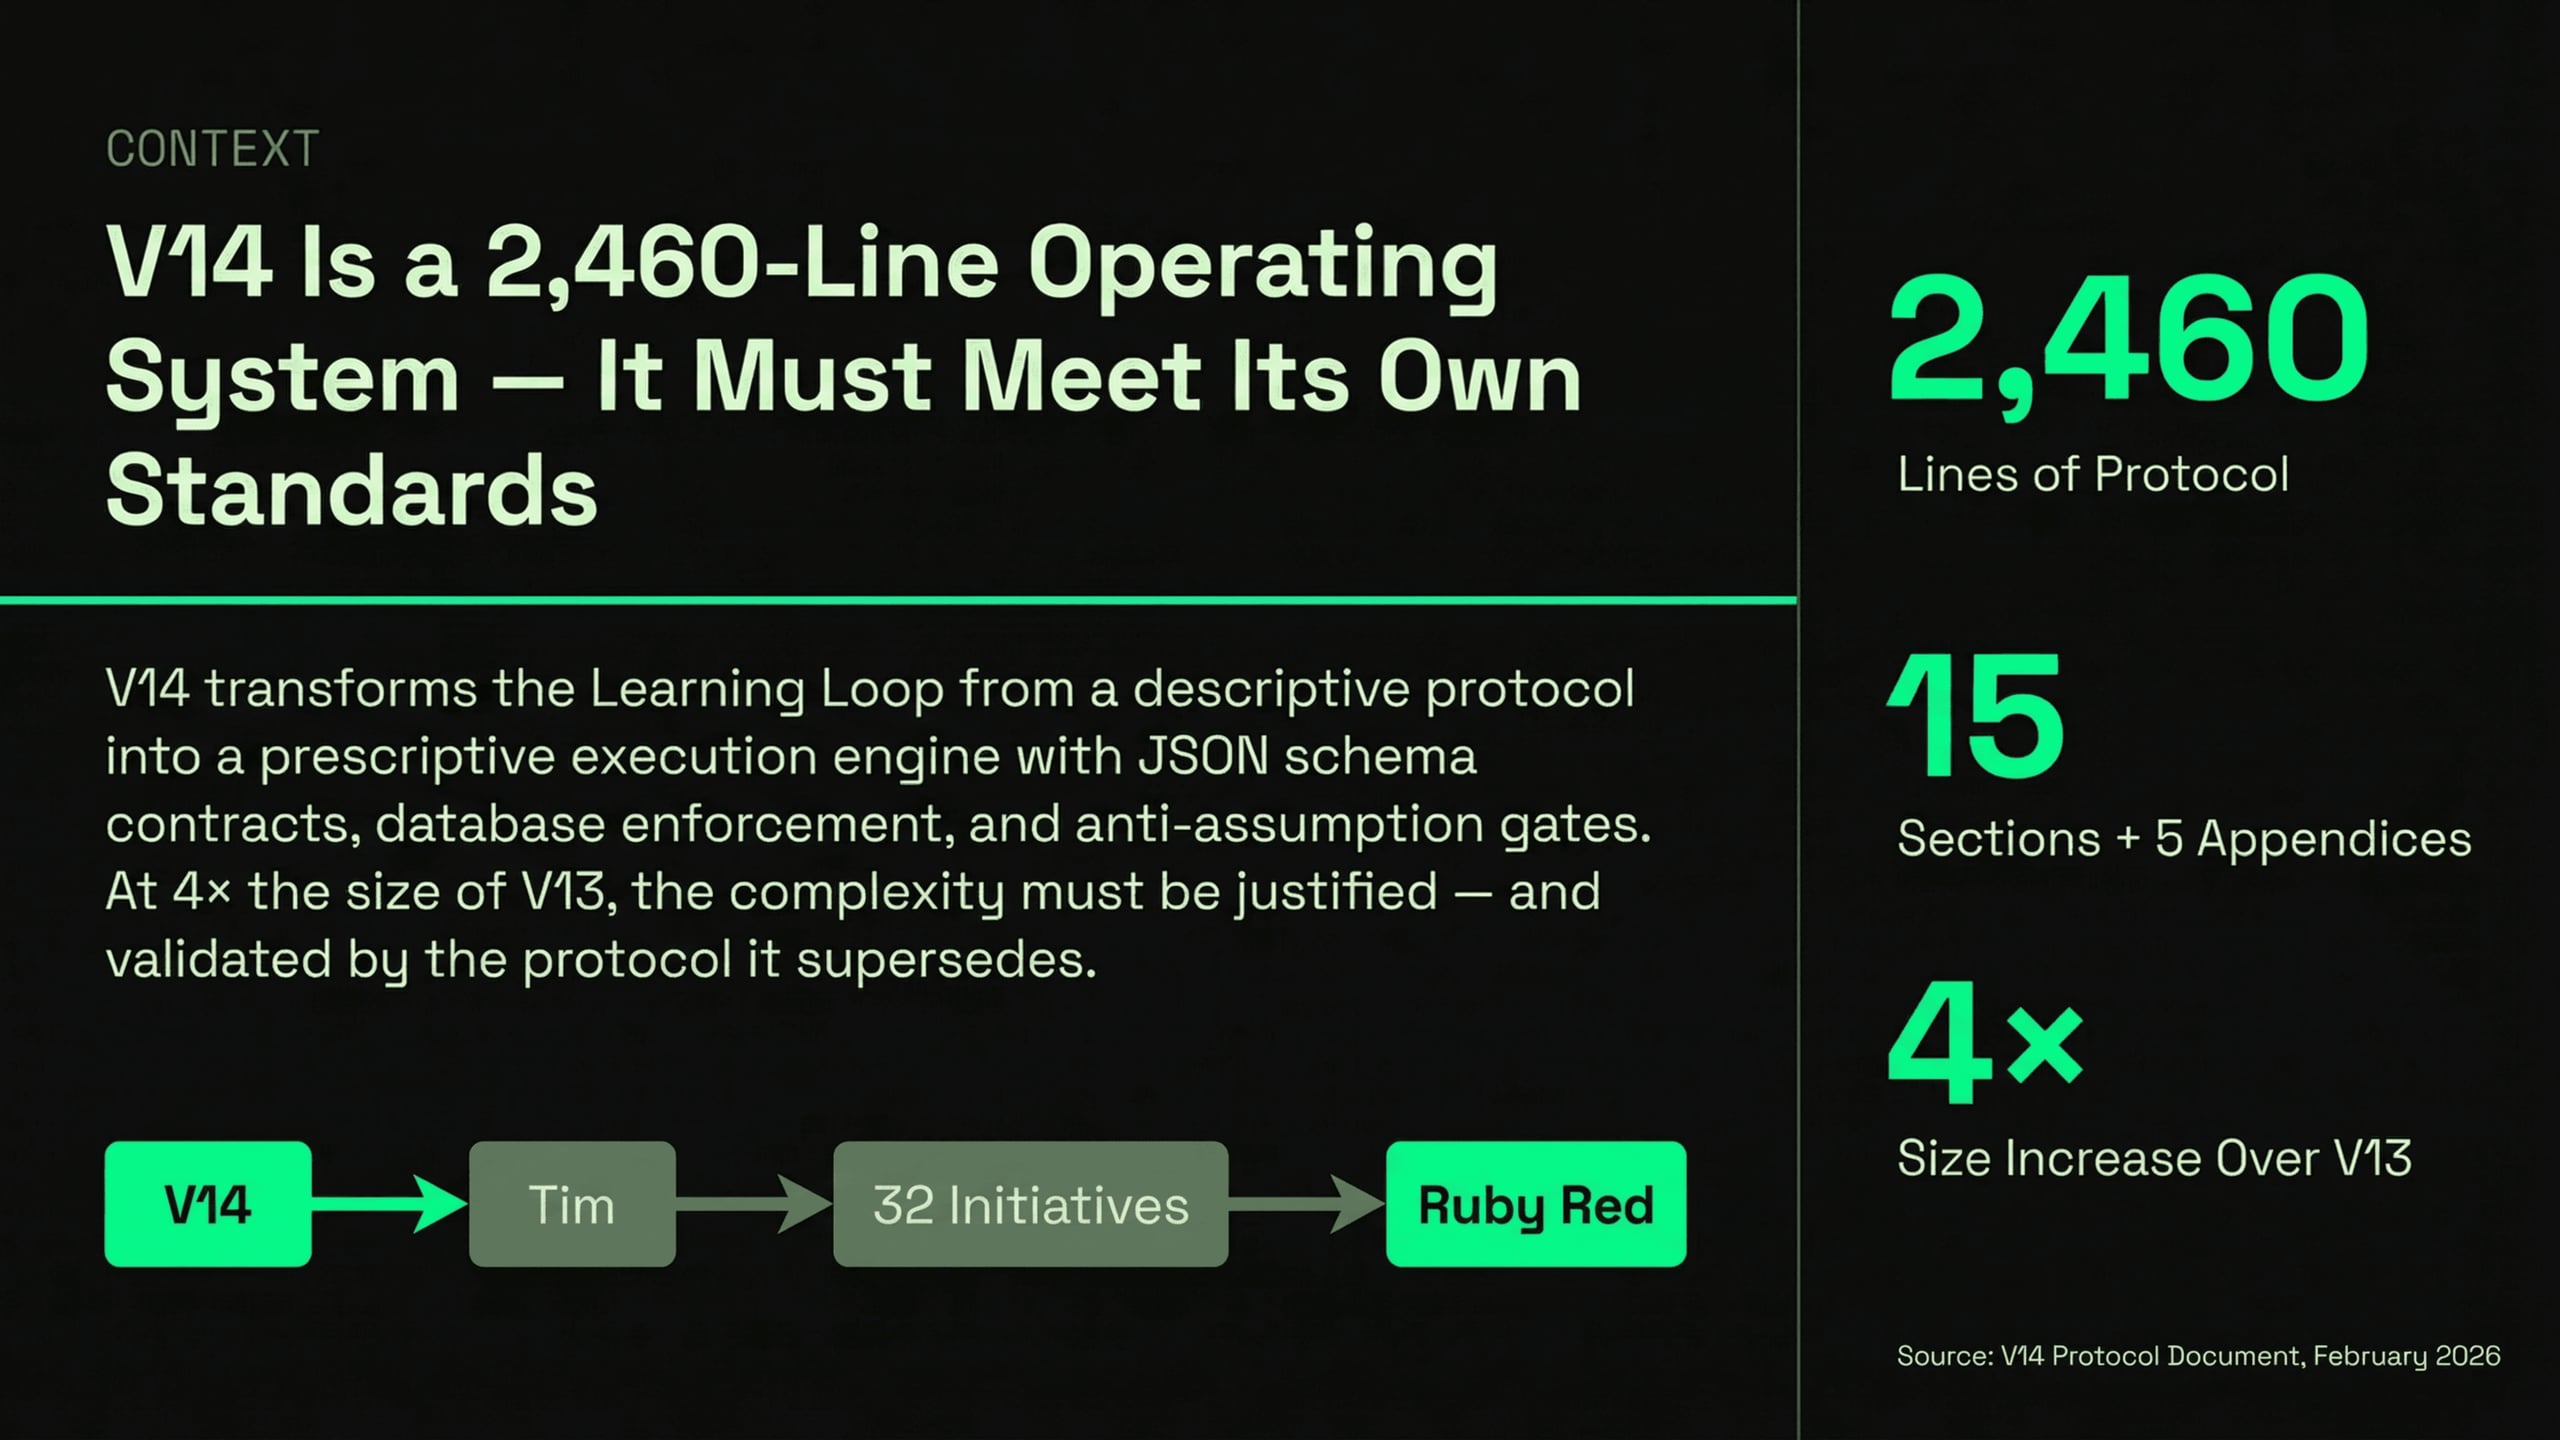 CONTEXT
V14 Is a 2,460-Line Operating
System — It Must Meet Its Own
Standards
V14 transforms the Learning Loop from a descriptive protocol
into a prescriptive execution engine with JSON schema
contracts, database enforcement, and anti-assumption gates.
At 4× the size of V13, the complexity must be justified — and
validated by the protocol it supersedes.
V14
Tim
32 Initiatives
Ruby Red
2,460
Lines of Protocol
15
Sections + 5 Appendices
4×
Size Increase Over V13
Source: V14 Protocol Document, February 2026